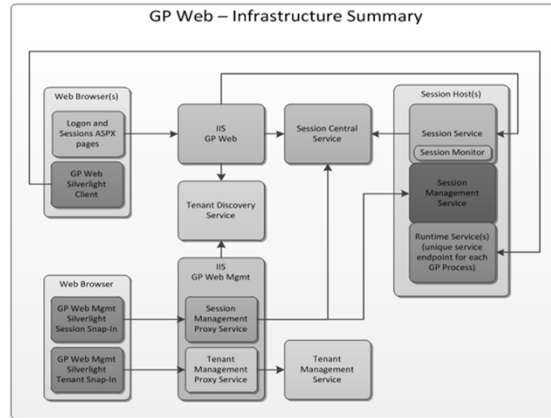 GP Web – Infrastructure Summary
Web Browser(s)
Logon and
Sessions ASPX
pages
GP Web
Silverlight
Client
IIS
GP Web
Session Central
Service
Session Host(s)
Session Service
Session Monitor
Session
Management
Service
Runtime Service(s)
(unique service
endpoint for each
GP Process)
Tenant Discovery
Service
Web Browser
GP Web Mgmt
Silverlight
Session Snap-In
GP Web Mgmt
Silverlight
Tenant Snap-In
IIS
GP Web Mgmt
Session
Management
Proxy Service
Tenant
Management
Proxy Service
Tenant
Management
Service